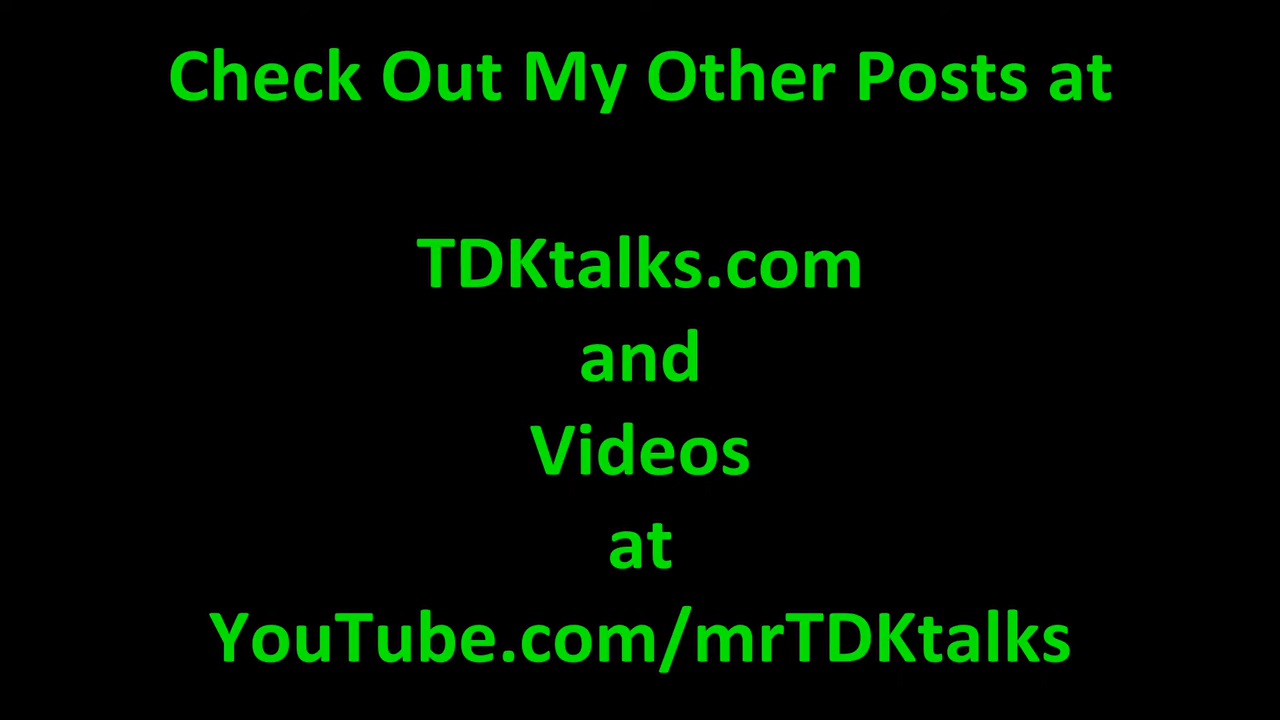 Check Out My Other Posts at
TDKtalks.com
and
Videos
at
YouTube.com/mrTDKtalks